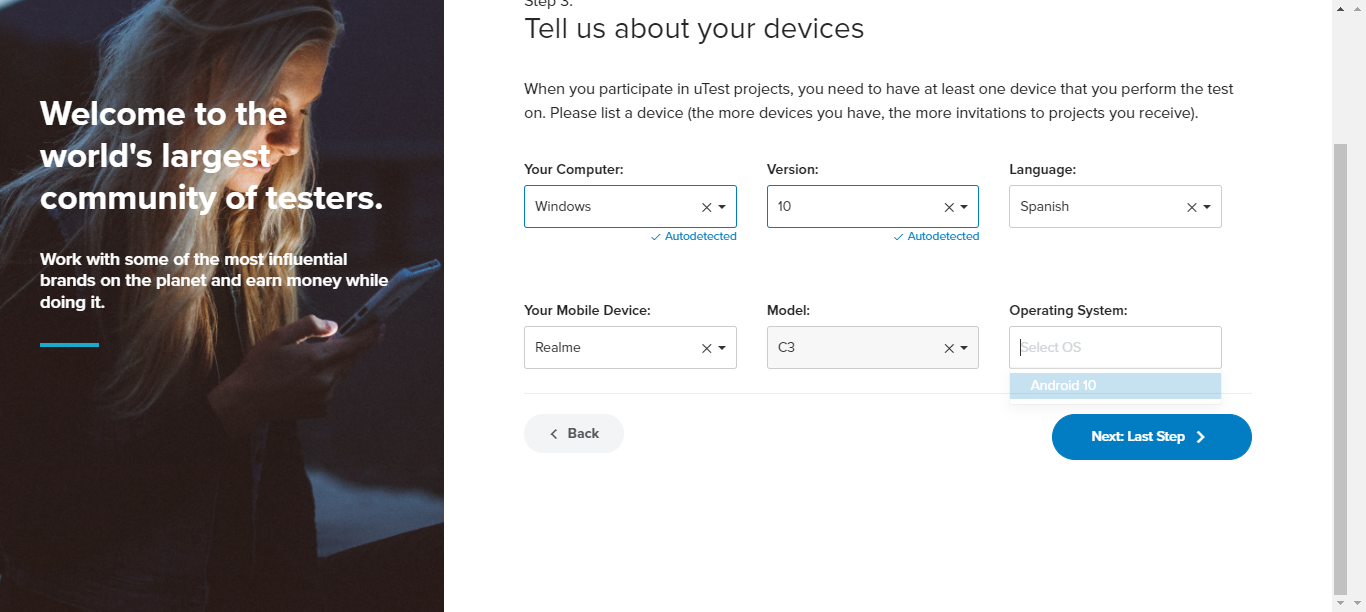 Welcome to the
world's largest
community of testers.
Work with some of the most influential
brands on the planet and earn money while
doing it.
Step 3:
Tell us about your devices
When you participate in uTest projects, you need to have at least one device that you perform the test
on. Please list a device (the more devices you have, the more invitations to projects you receive).
Your Computer: Version: Language:
Windows 10 Spanish
Autodetected Autodetected
Your Mobile Device: Model: Operating System:
Realme C3 Select OS
Android 10
Back Next: Last Step